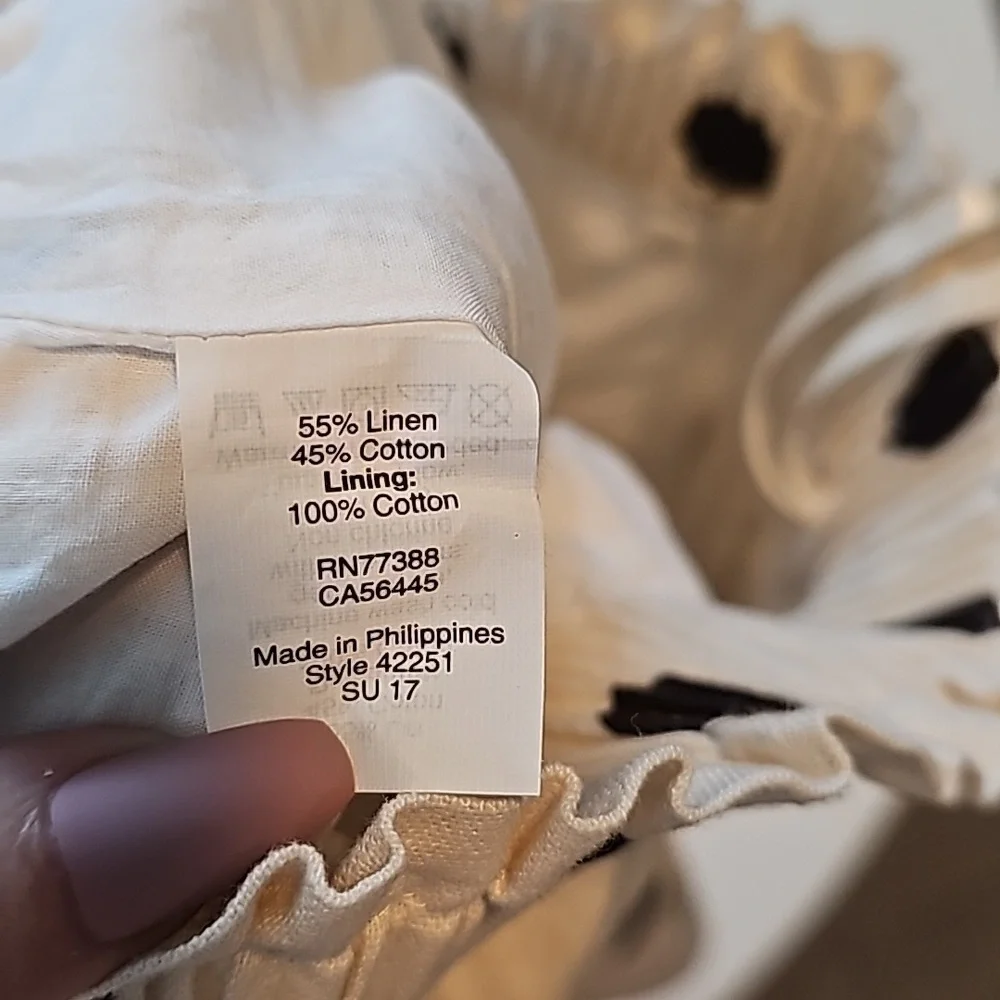 55% Linen
45% Cotton
Lining:
100% Cotton
RN77388
CA56445
Made in Philippines
Style 42251
SU 17